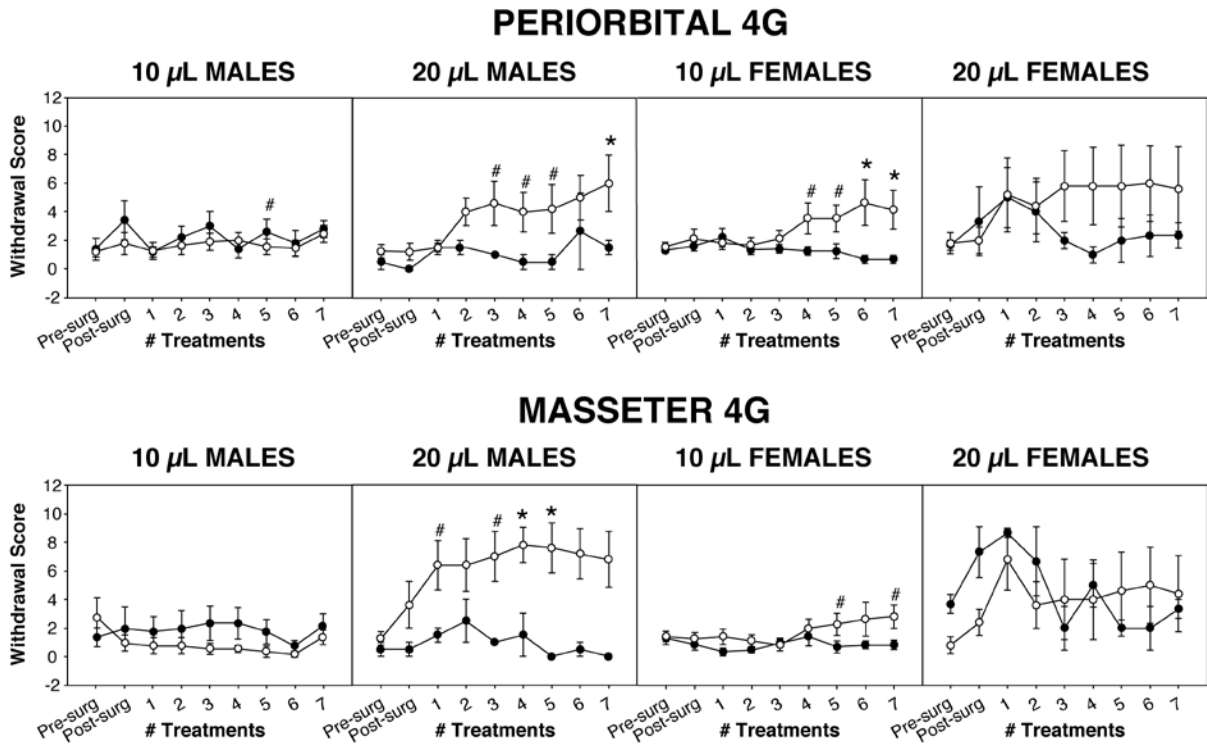 PERIORBITAL 4G
10 µL MALES 20 µL MALES 10 µL FEMALES 20 µL FEMALES
Withdrawal Score
12
10
8
6
4
2
0
-2
#
# # # *
# # * *
Pre-surg Post-surg 1 2 3 4 5 6 7 Pre-surg Post-surg 1 2 3 4 5 6 7 Pre-surg Post-surg 1 2 3 4 5 6 7 Pre-surg Post-surg 1 2 3 4 5 6 7
# Treatments # Treatments # Treatments # Treatments
MASSETER 4G
10 µL MALES 20 µL MALES 10 µL FEMALES 20 µL FEMALES
Withdrawal Score
12
10
8
6
4
2
0
-2
# # * *
# #
Pre-surg Post-surg 1 2 3 4 5 6 7 Pre-surg Post-surg 1 2 3 4 5 6 7 Pre-surg Post-surg 1 2 3 4 5 6 7 Pre-surg Post-surg 1 2 3 4 5 6 7
# Treatments # Treatments # Treatments # Treatments